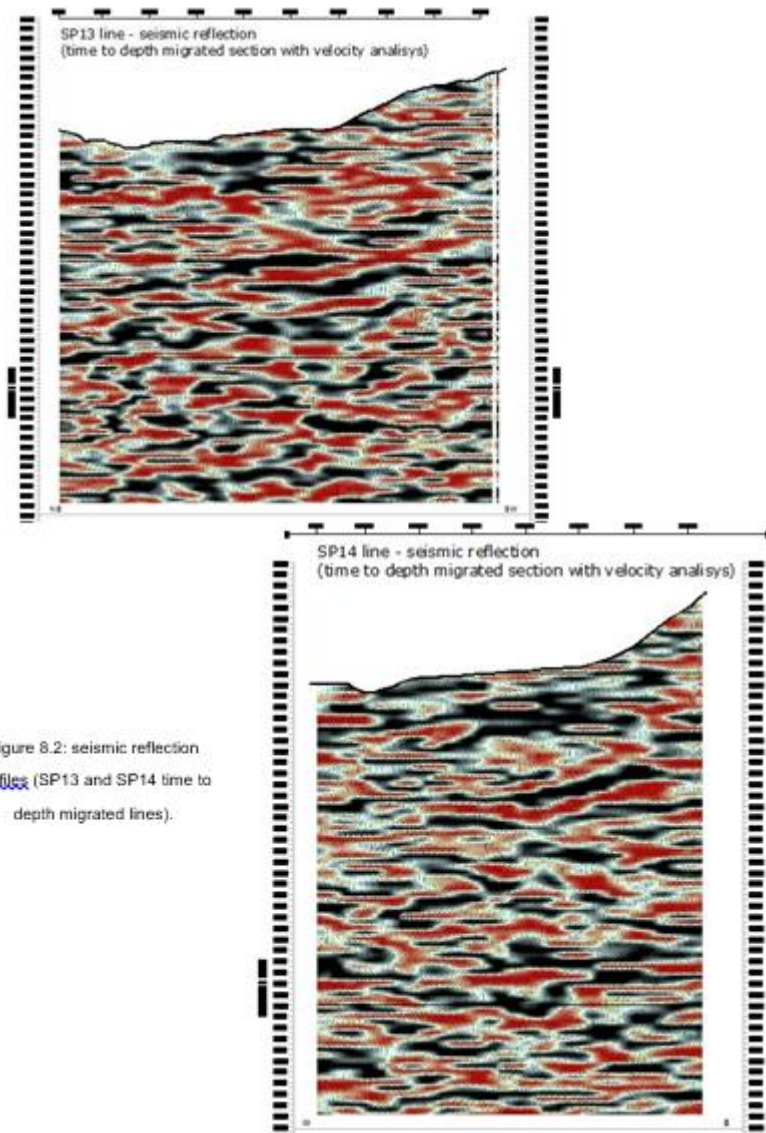 SP13 line - seismic reflection
(time to depth migrated section with velocity analisys)
SP14 line - seismic reflection
(time to depth migrated section with velocity analisys)
igure 8.2: seismic reflection
files (SP13 and SP14 time to
depth migrated lines).